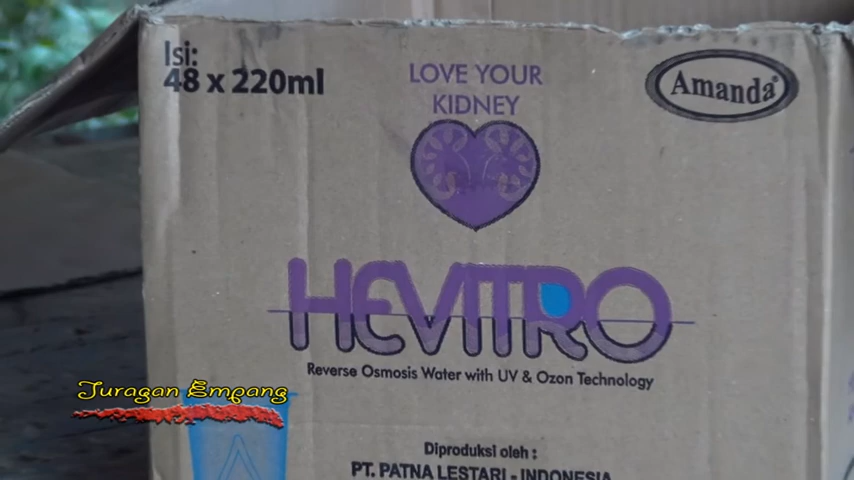 Isi:
48 x 220ml
LOVE YOUR
KIDNEY
Amanda®
HEVITRO
Reverse Osmosis Water with UV & Ozon Technology
Juragan Empang
Diproduksi oleh :
PT. PATNA LESTARI - INDONESIA